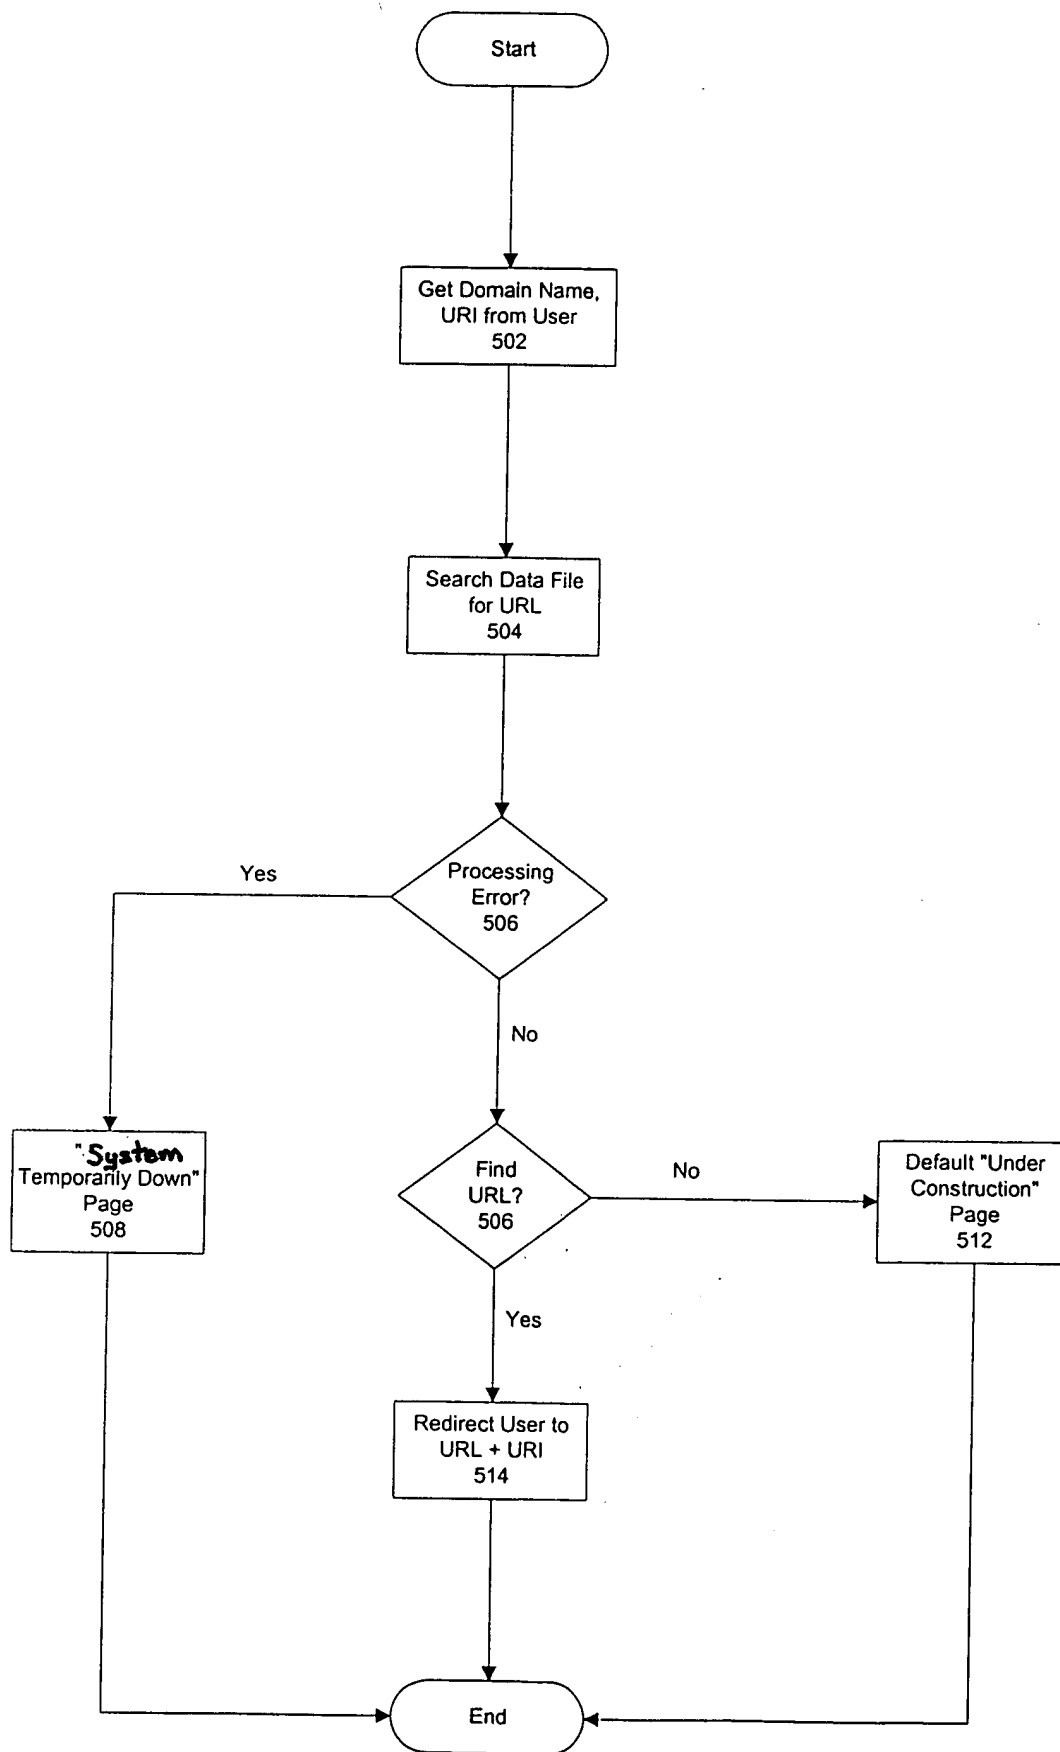 Start
Get Domain Name,
URI from User
502
Search Data File
for URL
504
Processing
Error?
506
Yes
No
"System
Temporarily Down"
Page
508
Find
URL?
506
No
Default "Under
Construction"
Page
512
Yes
Redirect User to
URL + URI
514
End